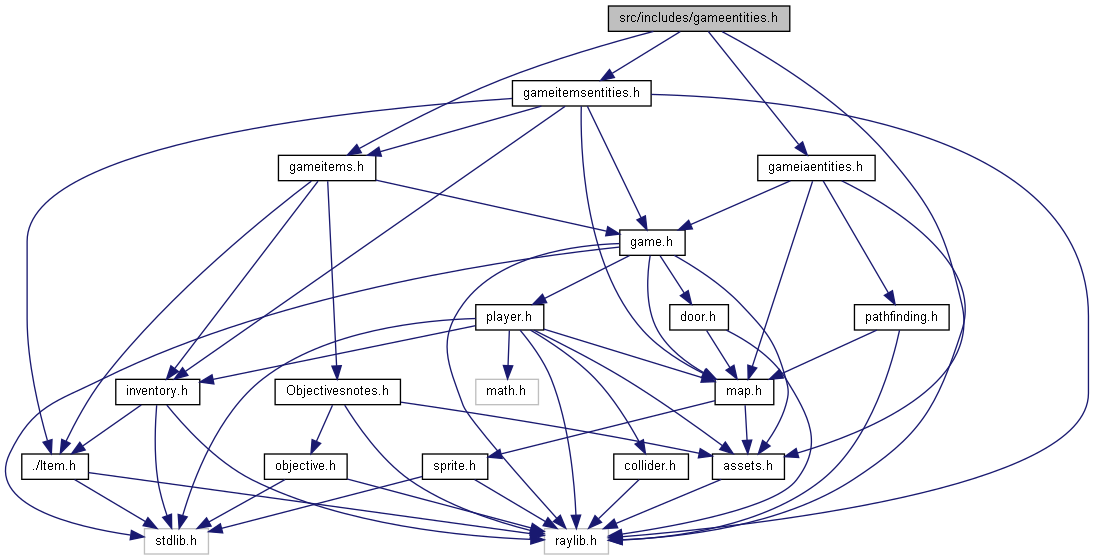 src/includes/gameentities.h
gameitemsentities.h
gameitems.h
gameiaentities.h
game.h
player.h
door.h
pathfinding.h
inventory.h
Objectivesnotes.h
math.h
map.h
./Item.h
objective.h
sprite.h
collider.h
assets.h
stdlib.h
raylib.h